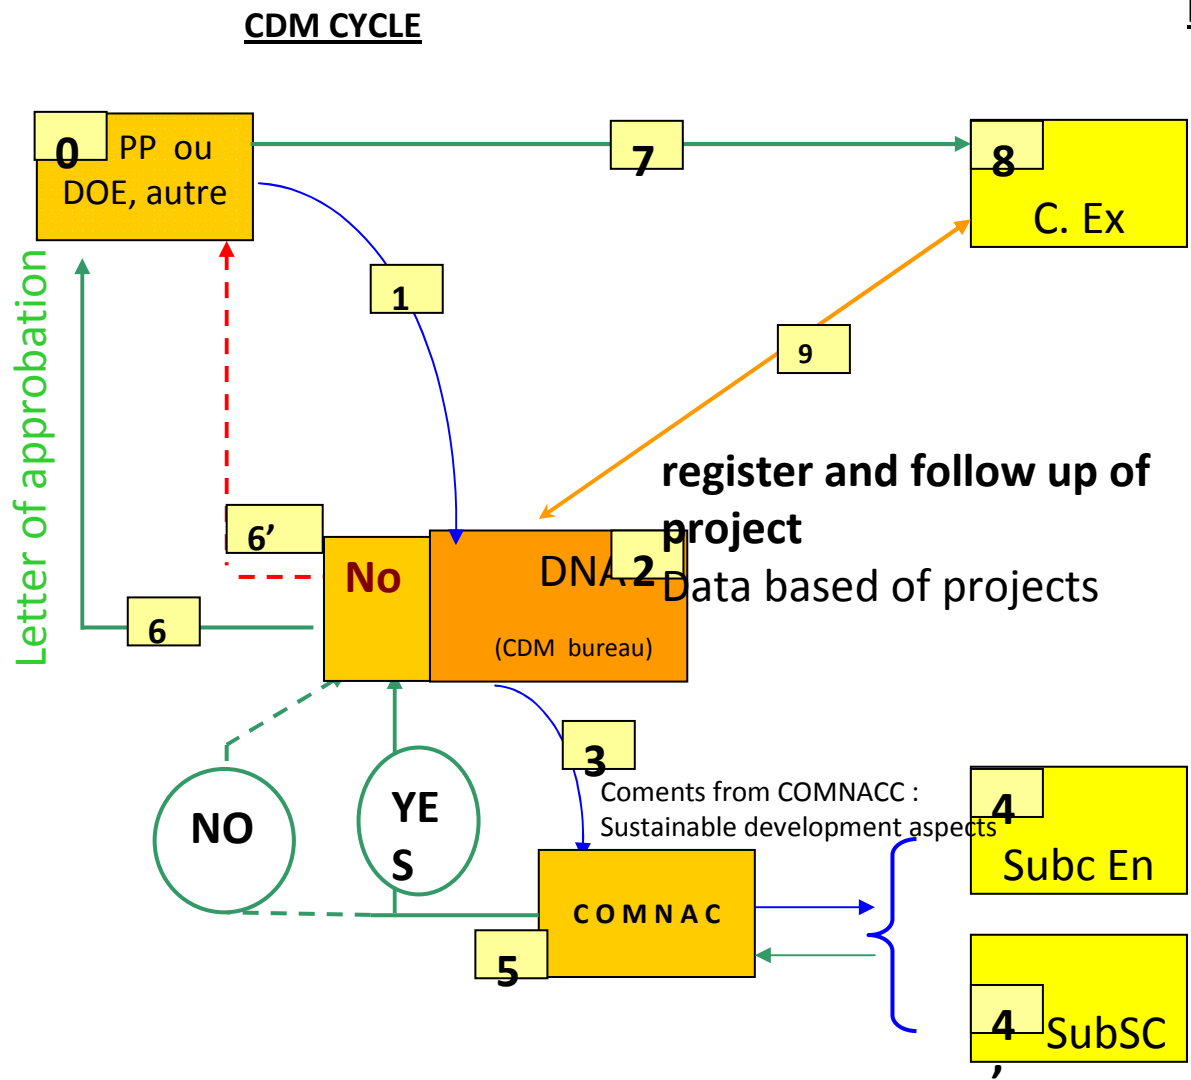 CDM CYCLE
0
PP ou
DOE, autre
7
8
C. Ex
1
9
Letter of approbation
register and follow up of
project
Data based of projects
6’
No
DNA
2
(CDM bureau)
6
3
NO
YE
S
Coments from COMNACC :
Sustainable development aspects
4
Subc En
COMNAC
5
4
’
SubSC